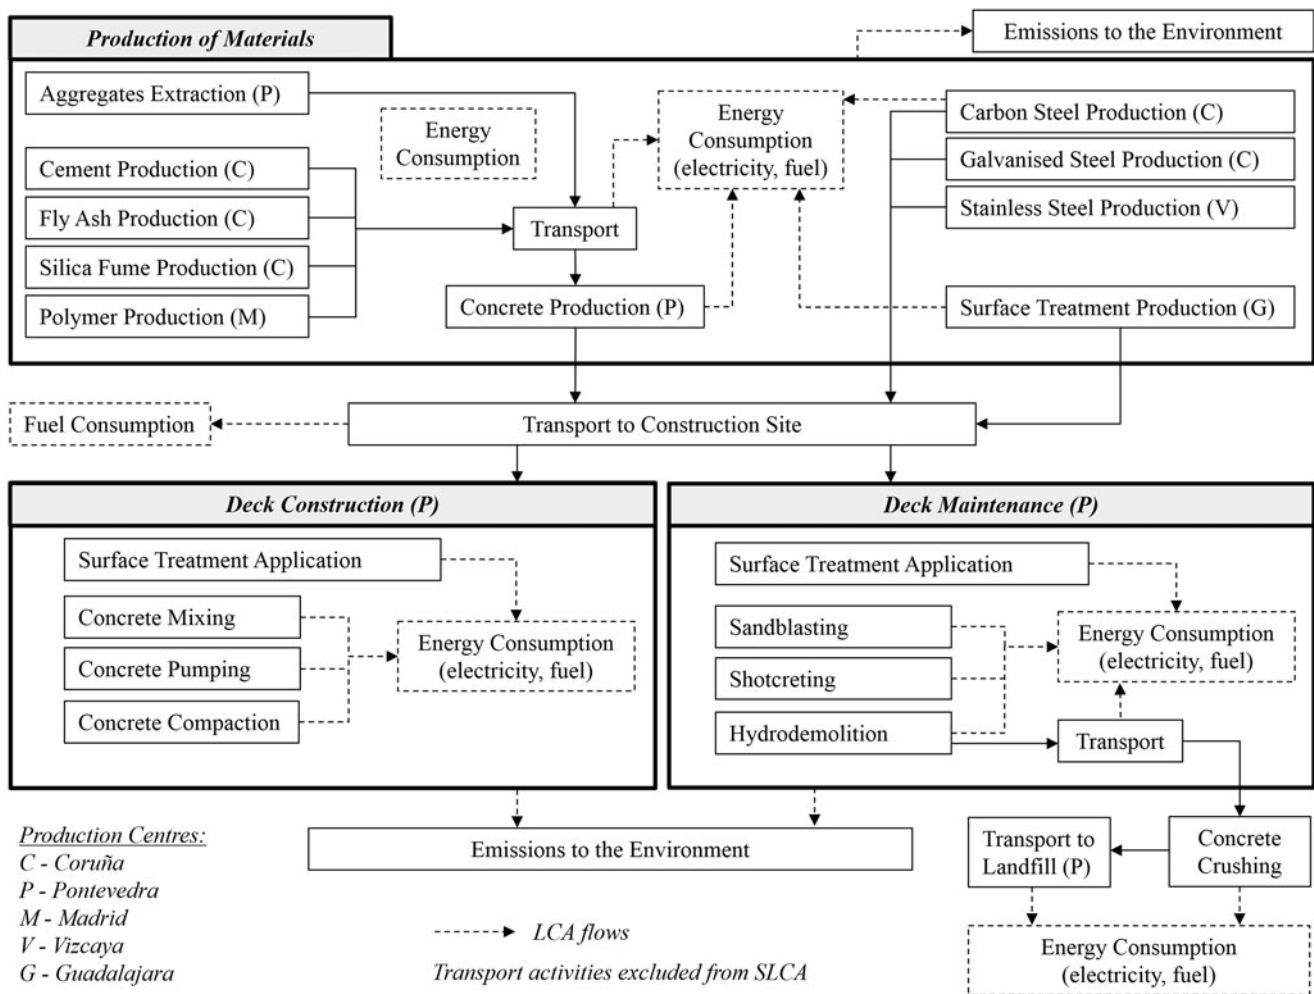 Production of Materials
Emissions to the Environment
Aggregates Extraction (P)
Energy
Consumption
Energy
Consumption
(electricity, fuel)
Carbon Steel Production (C)
Cement Production (C)
Galvanised Steel Production (C)
Fly Ash Production (C)
Transport
Stainless Steel Production (V)
Silica Fume Production (C)
Polymer Production (M)
Concrete Production (P)
Surface Treatment Production (G)
Fuel Consumption
Transport to Construction Site
Deck Construction (P)
Surface Treatment Application
Concrete Mixing
Concrete Pumping
Concrete Compaction
Energy Consumption
(electricity, fuel)
Deck Maintenance (P)
Surface Treatment Application
Sandblasting
Shotcreting
Hydrodemolition
Energy Consumption
(electricity, fuel)
Transport
Emissions to the Environment
Transport to
Landfill (P)
Concrete
Crushing
Energy Consumption
(electricity, fuel)
Production Centres:
C - Coruña
P - Pontevedra
M - Madrid
V - Vizcaya
G - Guadalajara
LCA flows
Transport activities excluded from SLCA